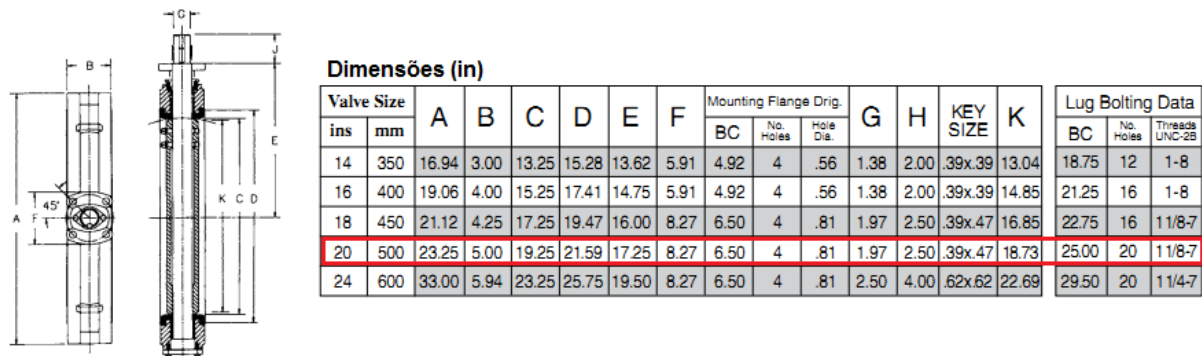 G
J
B
A
F
45°
E
K
C
D
Dimensões (in)
Valve Size A B C D E F Mounting Flange Drig. G H KEY SIZE K Lug Bolting Data
ins mm BC No. Holes Hole Dia. BC No. Holes Threads UNC-2B
14 350 16.94 3.00 13.25 15.28 13.62 5.91 4.92 4 .56 1.38 2.00 .39x.39 13.04 18.75 12 1-8
16 400 19.06 4.00 15.25 17.41 14.75 5.91 4.92 4 .56 1.38 2.00 .39x.39 14.85 21.25 16 1-8
18 450 21.12 4.25 17.25 19.47 16.00 8.27 6.50 4 .81 1.97 2.50 .39x.47 16.85 22.75 16 11/8-7
20 500 23.25 5.00 19.25 21.59 17.25 8.27 6.50 4 .81 1.97 2.50 .39x.47 18.73 25.00 20 11/8-7
24 600 33.00 5.94 23.25 25.75 19.50 8.27 6.50 4 .81 2.50 4.00 .62x.62 22.69 29.50 20 11/4-7